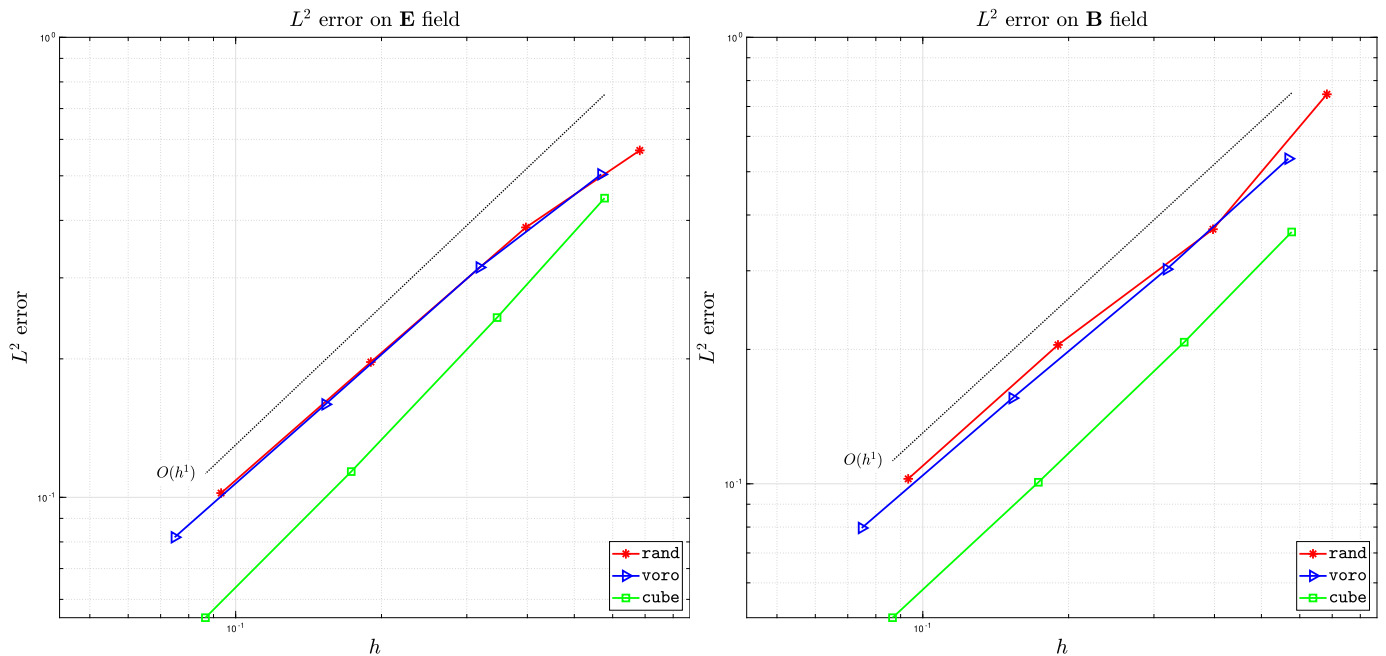 L² error on E field
10⁰
L² error
O(h¹)
10⁻¹
rand
voro
cube
10⁻¹
h
L² error on B field
10⁰
L² error
O(h¹)
10⁻¹
rand
voro
cube
10⁻¹
h